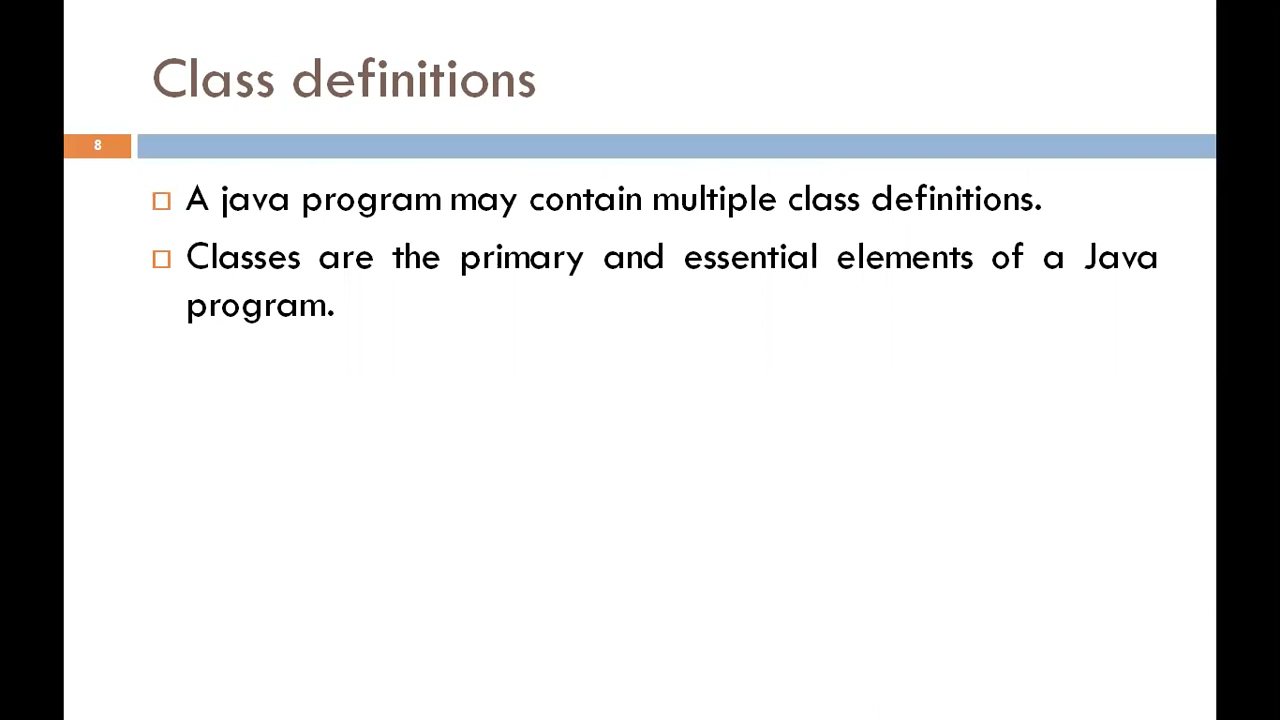 Class definitions
8
A java program may contain multiple class definitions.
Classes are the primary and essential elements of a Java
program.